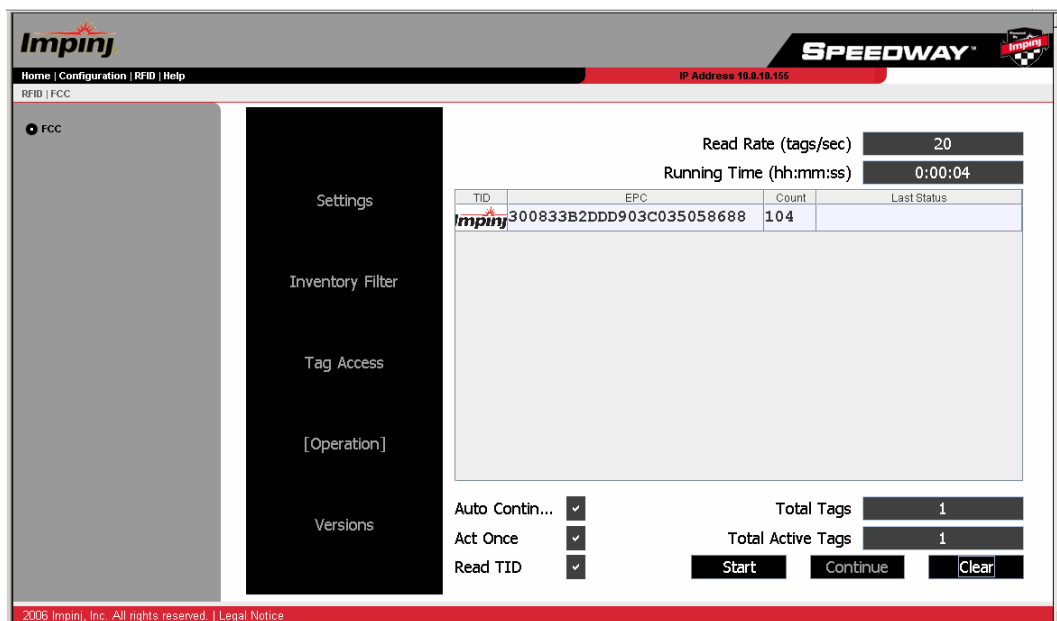 Impinj
SPEEDWAY™
Powered By Impinj
Home | Configuration | RFID | Help
IP Address 10.0.10.155
RFID | FCC
FCC
Settings
Inventory Filter
Tag Access
[Operation]
Versions
Read Rate (tags/sec) 20
Running Time (hh:mm:ss) 0:00:04
TID EPC Count Last Status
Impinj 300833B2DDD903C035058688 104
Auto Contin...
Act Once
Read TID
Total Tags 1
Total Active Tags 1
Start Continue Clear
2006 Impinj, Inc. All rights reserved. | Legal Notice